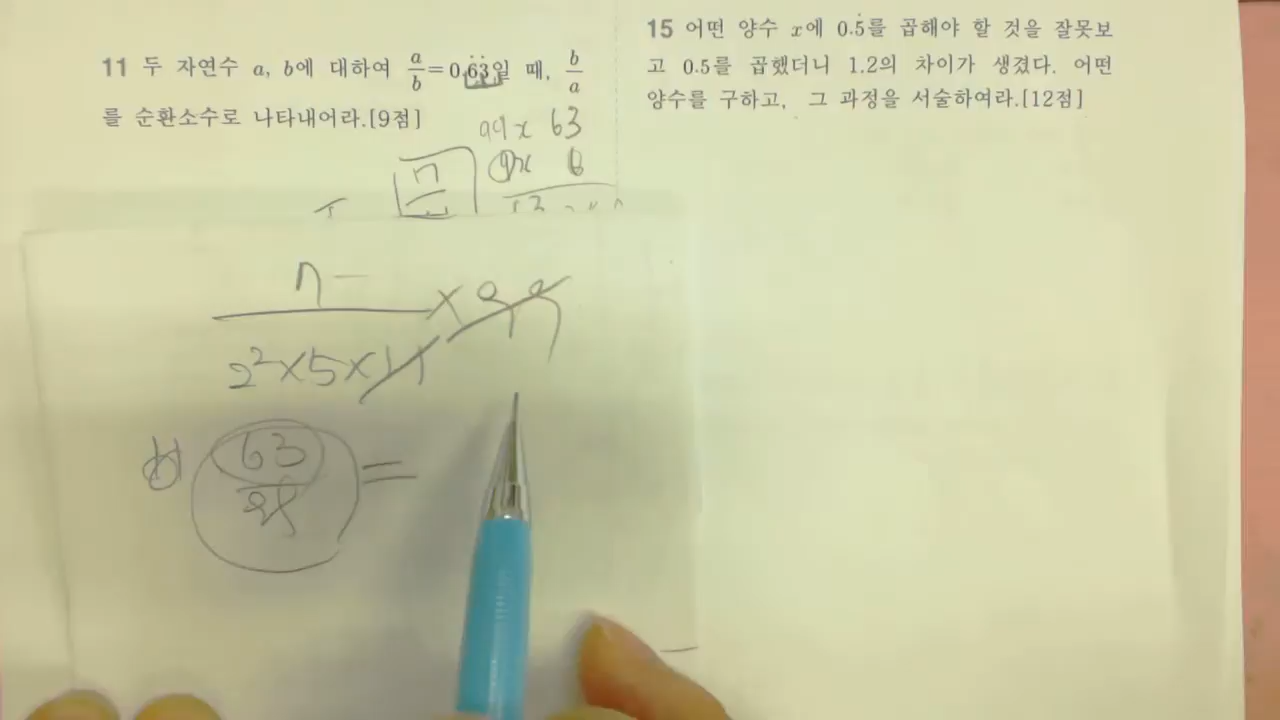 11 두 자연수 a, b에 대하여 a/b=0.6̇3̇일 때, b/a
를 순환소수로 나타내어라.[9점]
99x 63
n
n × 99
2²×5×11
63 =
15 어떤 양수 x에 0.5̇를 곱해야 할 것을 잘못보
고 0.5를 곱했더니 1.2의 차이가 생겼다. 어떤
양수를 구하고, 그 과정을 서술하여라.[12점]